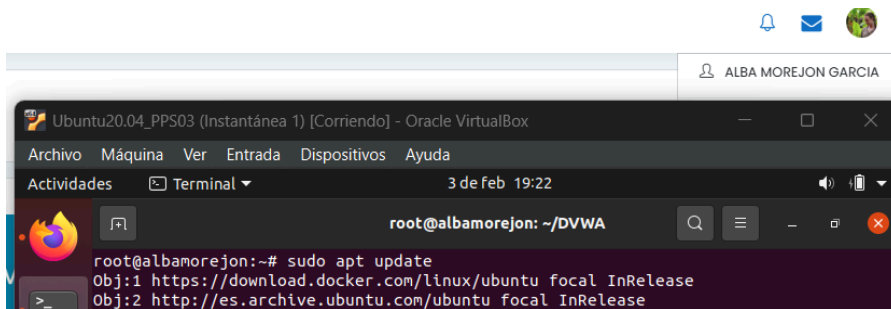 ALBA MOREJON GARCIA
Ubuntu20.04_PPS03 (Instantánea 1) [Corriendo] - Oracle VirtualBox
Archivo Máquina Ver Entrada Dispositivos Ayuda
Actividades Terminal 3 de feb 19:22
root@albamorejon: ~/DVWA
root@albamorejon:~# sudo apt update
Obj:1 https://download.docker.com/linux/ubuntu focal InRelease
Obj:2 http://es.archive.ubuntu.com/ubuntu focal InRelease